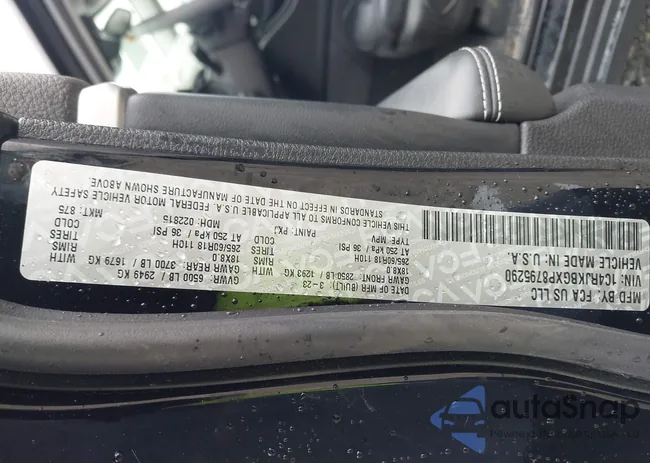 MFD BY: FCA US LLC
DATE OF MFR (BUILT): 3-23
GVWR: 6500 LB / 2949 KG
GAWR FRONT:
WITH
265/60R18 110H
TIRES
18X8.0
RIMS
AT 250 kPa / 36 PSI
COLD
GAWR REAR: 3700 LB / 1679 KG
WITH
265/60R18 110H
TIRES
18X8.0
RIMS
AT 250 kPa / 36 PSI
COLD
VIN: 1C4RJKBGXP8795250
VEHICLE MADE IN: U.S.A.
TYPE: MPV
PAINT: PXJ
MDH: 022815
MKT: 875
THIS VEHICLE CONFORMS TO ALL APPLICABLE U.S.A. FEDERAL MOTOR VEHICLE SAFETY
STANDARDS IN EFFECT ON THE DATE OF MANUFACTURE SHOWN ABOVE.
autoSnap